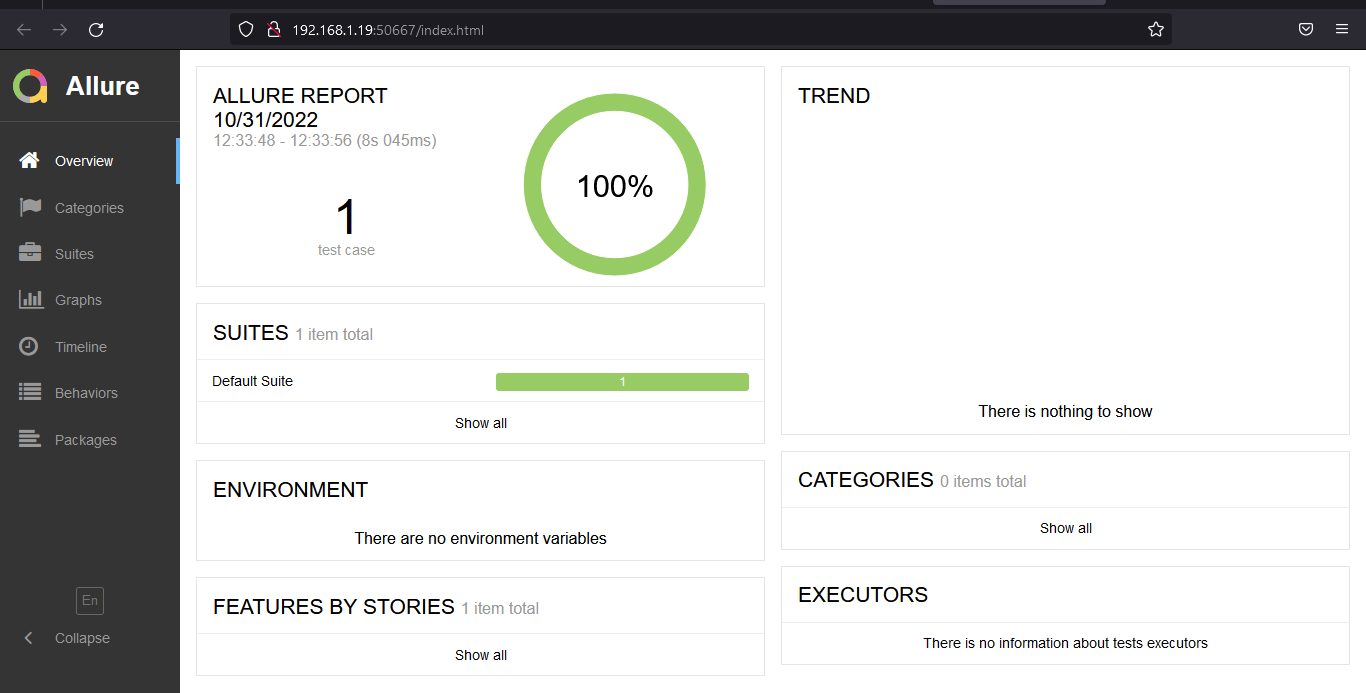 192.168.1.19:50667/index.html
Allure
Overview
Categories
Suites
Graphs
Timeline
Behaviors
Packages
En
Collapse
ALLURE REPORT
10/31/2022
12:33:48 - 12:33:56 (8s 045ms)
1
test case
100%
SUITES 1 item total
Default Suite 1
Show all
ENVIRONMENT
There are no environment variables
FEATURES BY STORIES 1 item total
Show all
TREND
There is nothing to show
CATEGORIES 0 items total
Show all
EXECUTORS
There is no information about tests executors